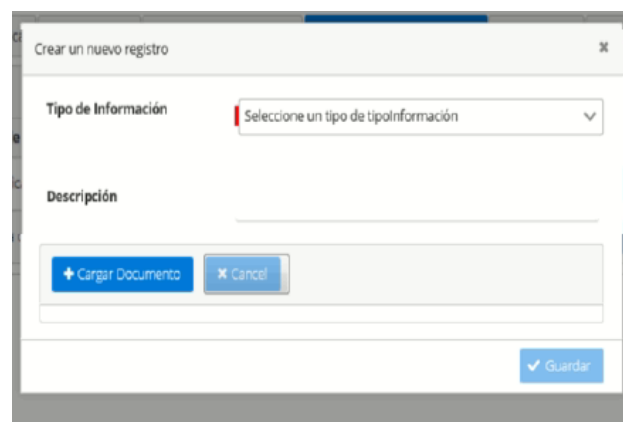 Crear un nuevo registro
Tipo de Información
Seleccione un tipo de tipoInformación
Descripción
Cargar Documento
Cancel
Guardar